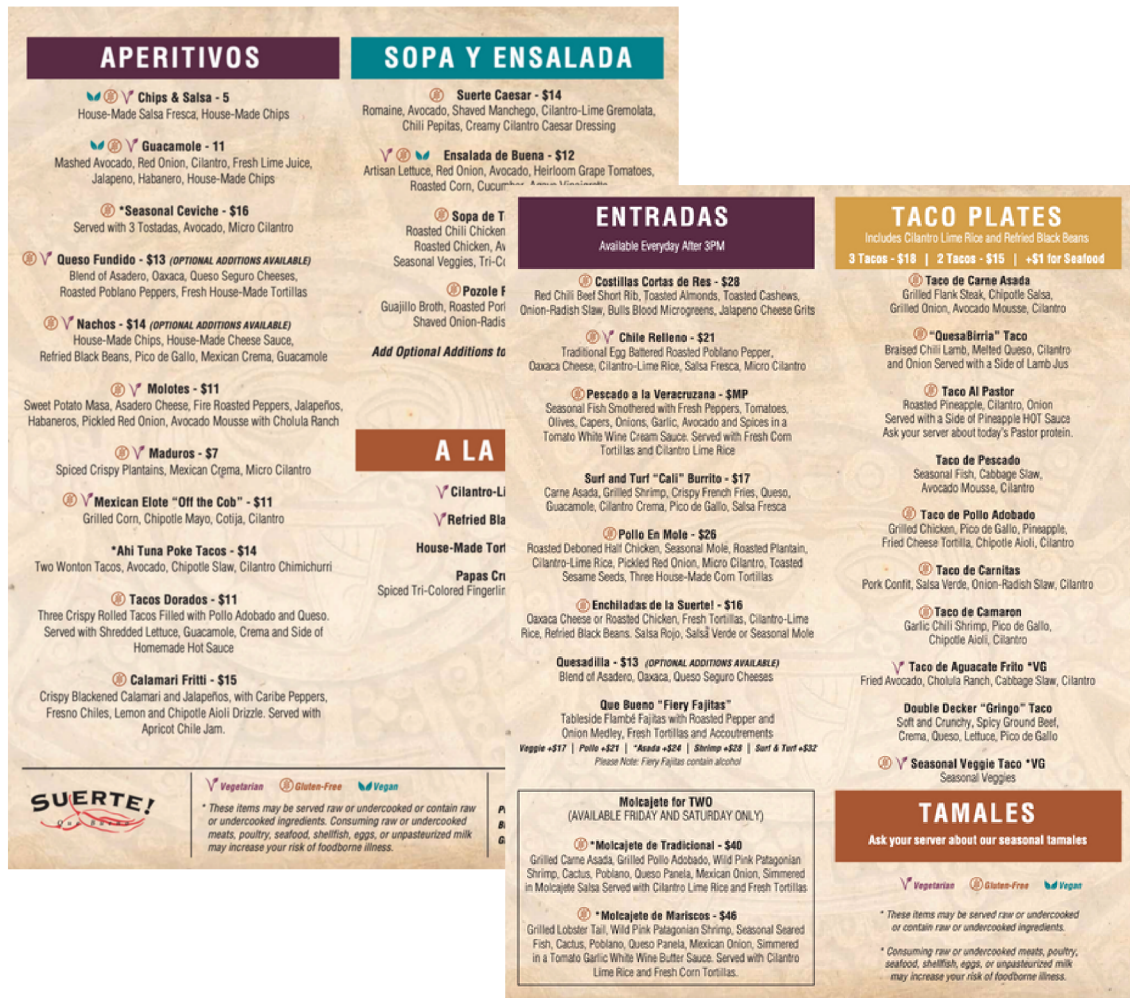 APERITIVOS
Chips & Salsa - 5
House-Made Salsa Fresca, House-Made Chips
Guacamole - 11
Mashed Avocado, Red Onion, Cilantro, Fresh Lime Juice,
Jalapeno, Habanero, House-Made Chips
*Seasonal Ceviche - $16
Served with 3 Tostadas, Avocado, Micro Cilantro
Queso Fundido - $13 (OPTIONAL ADDITIONS AVAILABLE)
Blend of Asadero, Oaxaca, Queso Seguro Cheeses,
Roasted Poblano Peppers, Fresh House-Made Tortillas
Nachos - $14 (OPTIONAL ADDITIONS AVAILABLE)
House-Made Chips, House-Made Cheese Sauce,
Refried Black Beans, Pico de Gallo, Mexican Crema, Guacamole
Molotes - $11
Sweet Potato Masa, Asadero Cheese, Fire Roasted Peppers, Jalapeños,
Habaneros, Pickled Red Onion, Avocado Mousse with Cholula Ranch
Maduros - $7
Spiced Crispy Plantains, Mexican Crema, Micro Cilantro
Mexican Elote "Off the Cob" - $11
Grilled Corn, Chipotle Mayo, Cotija, Cilantro
*Ahi Tuna Poke Tacos - $14
Two Wonton Tacos, Avocado, Chipotle Slaw, Cilantro Chimichurri
Tacos Dorados - $11
Three Crispy Rolled Tacos Filled with Pollo Adobado and Queso.
Served with Shredded Lettuce, Guacamole, Crema and Side of
Homemade Hot Sauce
Calamari Fritti - $15
Crispy Blackened Calamari and Jalapeños, with Caribe Peppers,
Fresno Chiles, Lemon and Chipotle Aioli Drizzle. Served with
Apricot Chile Jam.
SOPA Y ENSALADA
Suerte Caesar - $14
Romaine, Avocado, Shaved Manchego, Cilantro-Lime Gremolata,
Chili Pepitas, Creamy Cilantro Caesar Dressing
Ensalada de Buena - $12
Artisan Lettuce, Red Onion, Avocado, Heirloom Grape Tomatoes,
Roasted Corn, Cucumber, Agave Vinaigrette
Sopa de T
Roasted Chili Chicken
Roasted Chicken, Av
Seasonal Veggies, Tri-Co
Pozole R
Guajillo Broth, Roasted Por
Shaved Onion-Radis
Add Optional Additions to
A LA
Cilantro-Li
Refried Bla
House-Made Tort
Papas Cr
Spiced Tri-Colored Fingerlin
SUERTE!
Que Bueno
Vegetarian Gluten-Free Vegan
* These items may be served raw or undercooked or contain raw
or undercooked ingredients. Consuming raw or undercooked
meats, poultry, seafood, shellfish, eggs, or unpasteurized milk
may increase your risk of foodborne illness.
ENTRADAS
Available Everyday After 3PM
Costillas Cortas de Res - $28
Red Chili Beef Short Rib, Toasted Almonds, Toasted Cashews,
Onion-Radish Slaw, Bulls Blood Microgreens, Jalapeno Cheese Grits
Chile Relleno - $21
Traditional Egg Battered Roasted Poblano Pepper,
Oaxaca Cheese, Cilantro-Lime Rice, Salsa Fresca, Micro Cilantro
Pescado a la Veracruzana - $MP
Seasonal Fish Smothered with Fresh Peppers, Tomatoes,
Olives, Capers, Onions, Garlic, Avocado and Spices in a
Tomato White Wine Cream Sauce. Served with Fresh Corn
Tortillas and Cilantro Lime Rice
Surf and Turf "Cali" Burrito - $17
Carne Asada, Grilled Shrimp, Crispy French Fries, Queso,
Guacamole, Cilantro Crema, Pico de Gallo, Salsa Fresca
Pollo En Mole - $26
Roasted Deboned Half Chicken, Seasonal Mole, Roasted Plantain,
Cilantro-Lime Rice, Pickled Red Onion, Micro Cilantro, Toasted
Sesame Seeds, Three House-Made Corn Tortillas
Enchiladas de la Suerte! - $16
Oaxaca Cheese or Roasted Chicken, Fresh Tortillas, Cilantro-Lime
Rice, Refried Black Beans. Salsa Rojo, Salsa Verde or Seasonal Mole
Quesadilla - $13 (OPTIONAL ADDITIONS AVAILABLE)
Blend of Asadero, Oaxaca, Queso Seguro Cheeses
Que Bueno "Fiery Fajitas"
Tableside Flambé Fajitas with Roasted Pepper and
Onion Medley, Fresh Tortillas and Accoutrements
Veggie +$17 | Pollo +$21 | *Asada +$24 | Shrimp +$28 | Surf & Turf +$32
Please Note: Fiery Fajitas contain alcohol
Molcajete for TWO
(AVAILABLE FRIDAY AND SATURDAY ONLY)
*Molcajete de Tradicional - $40
Grilled Carne Asada, Grilled Pollo Adobado, Wild Pink Patagonian
Shrimp, Cactus, Poblano, Queso Panela, Mexican Onion, Simmered
in Molcajete Salsa Served with Cilantro Lime Rice and Fresh Tortillas
*Molcajete de Mariscos - $46
Grilled Lobster Tail, Wild Pink Patagonian Shrimp, Seasonal Seared
Fish, Cactus, Poblano, Queso Panela, Mexican Onion, Simmered
in a Tomato Garlic White Wine Butter Sauce. Served with Cilantro
Lime Rice and Fresh Corn Tortillas.
TACO PLATES
Includes Cilantro Lime Rice and Refried Black Beans
3 Tacos - $18 | 2 Tacos - $15 | +$1 for Seafood
Taco de Carne Asada
Grilled Flank Steak, Chipotle Salsa,
Grilled Onion, Avocado Mousse, Cilantro
"QuesaBirria" Taco
Braised Chili Lamb, Melted Queso, Cilantro
and Onion Served with a Side of Lamb Jus
Taco Al Pastor
Roasted Pineapple, Cilantro, Onion
Served with a Side of Pineapple HOT Sauce
Ask your server about today's Pastor protein.
Taco de Pescado
Seasonal Fish, Cabbage Slaw,
Avocado Mousse, Cilantro
Taco de Pollo Adobado
Grilled Chicken, Pico de Gallo, Pineapple,
Fried Cheese Tortilla, Chipotle Aioli, Cilantro
Taco de Carnitas
Pork Confit, Salsa Verde, Onion-Radish Slaw, Cilantro
Taco de Camaron
Garlic Chili Shrimp, Pico de Gallo,
Chipotle Aioli, Cilantro
Taco de Aguacate Frito *VG
Fried Avocado, Cholula Ranch, Cabbage Slaw, Cilantro
Double Decker "Gringo" Taco
Soft and Crunchy, Spicy Ground Beef,
Crema, Queso, Lettuce, Pico de Gallo
Seasonal Veggie Taco *VG
Seasonal Veggies
TAMALES
Ask your server about our seasonal tamales
Vegetarian Gluten-Free Vegan
* These items may be served raw or undercooked
or contain raw or undercooked ingredients.
* Consuming raw or undercooked meats, poultry,
seafood, shellfish, eggs, or unpasteurized milk
may increase your risk of foodborne illness.